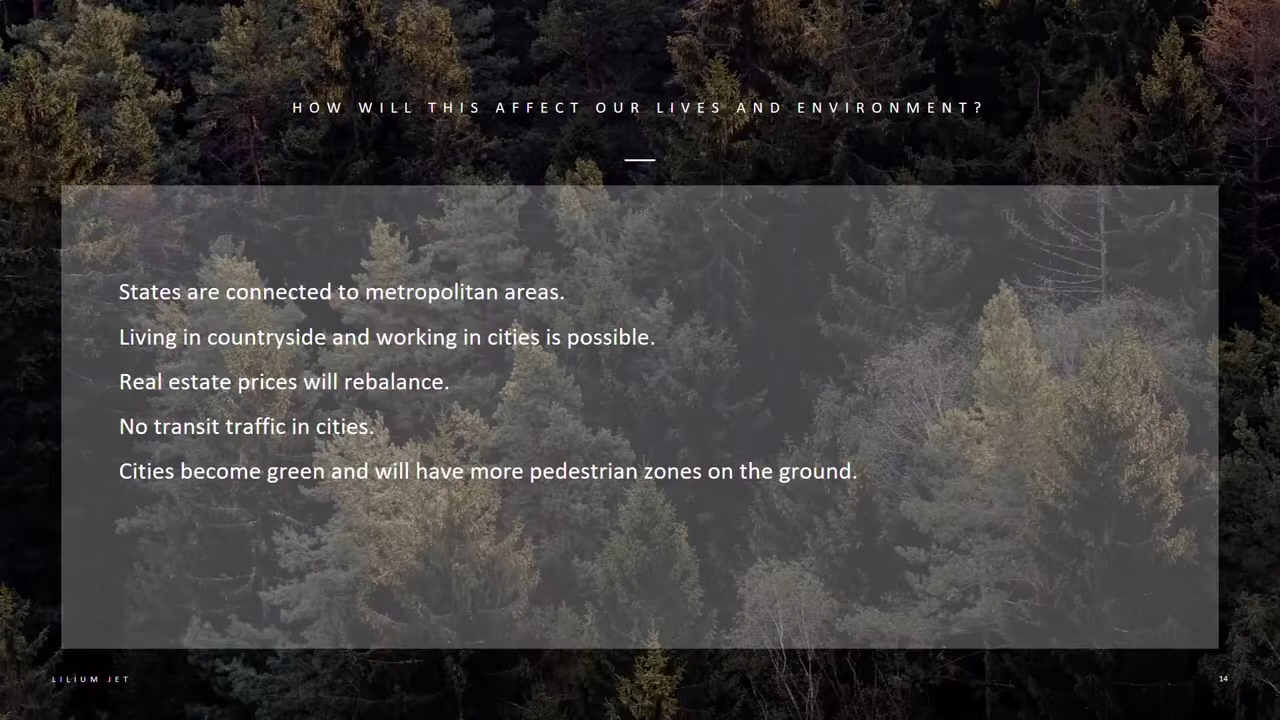 HOW WILL THIS AFFECT OUR LIVES AND ENVIRONMENT?
States are connected to metropolitan areas.
Living in countryside and working in cities is possible.
Real estate prices will rebalance.
No transit traffic in cities.
Cities become green and will have more pedestrian zones on the ground.
LILIUM JET
14